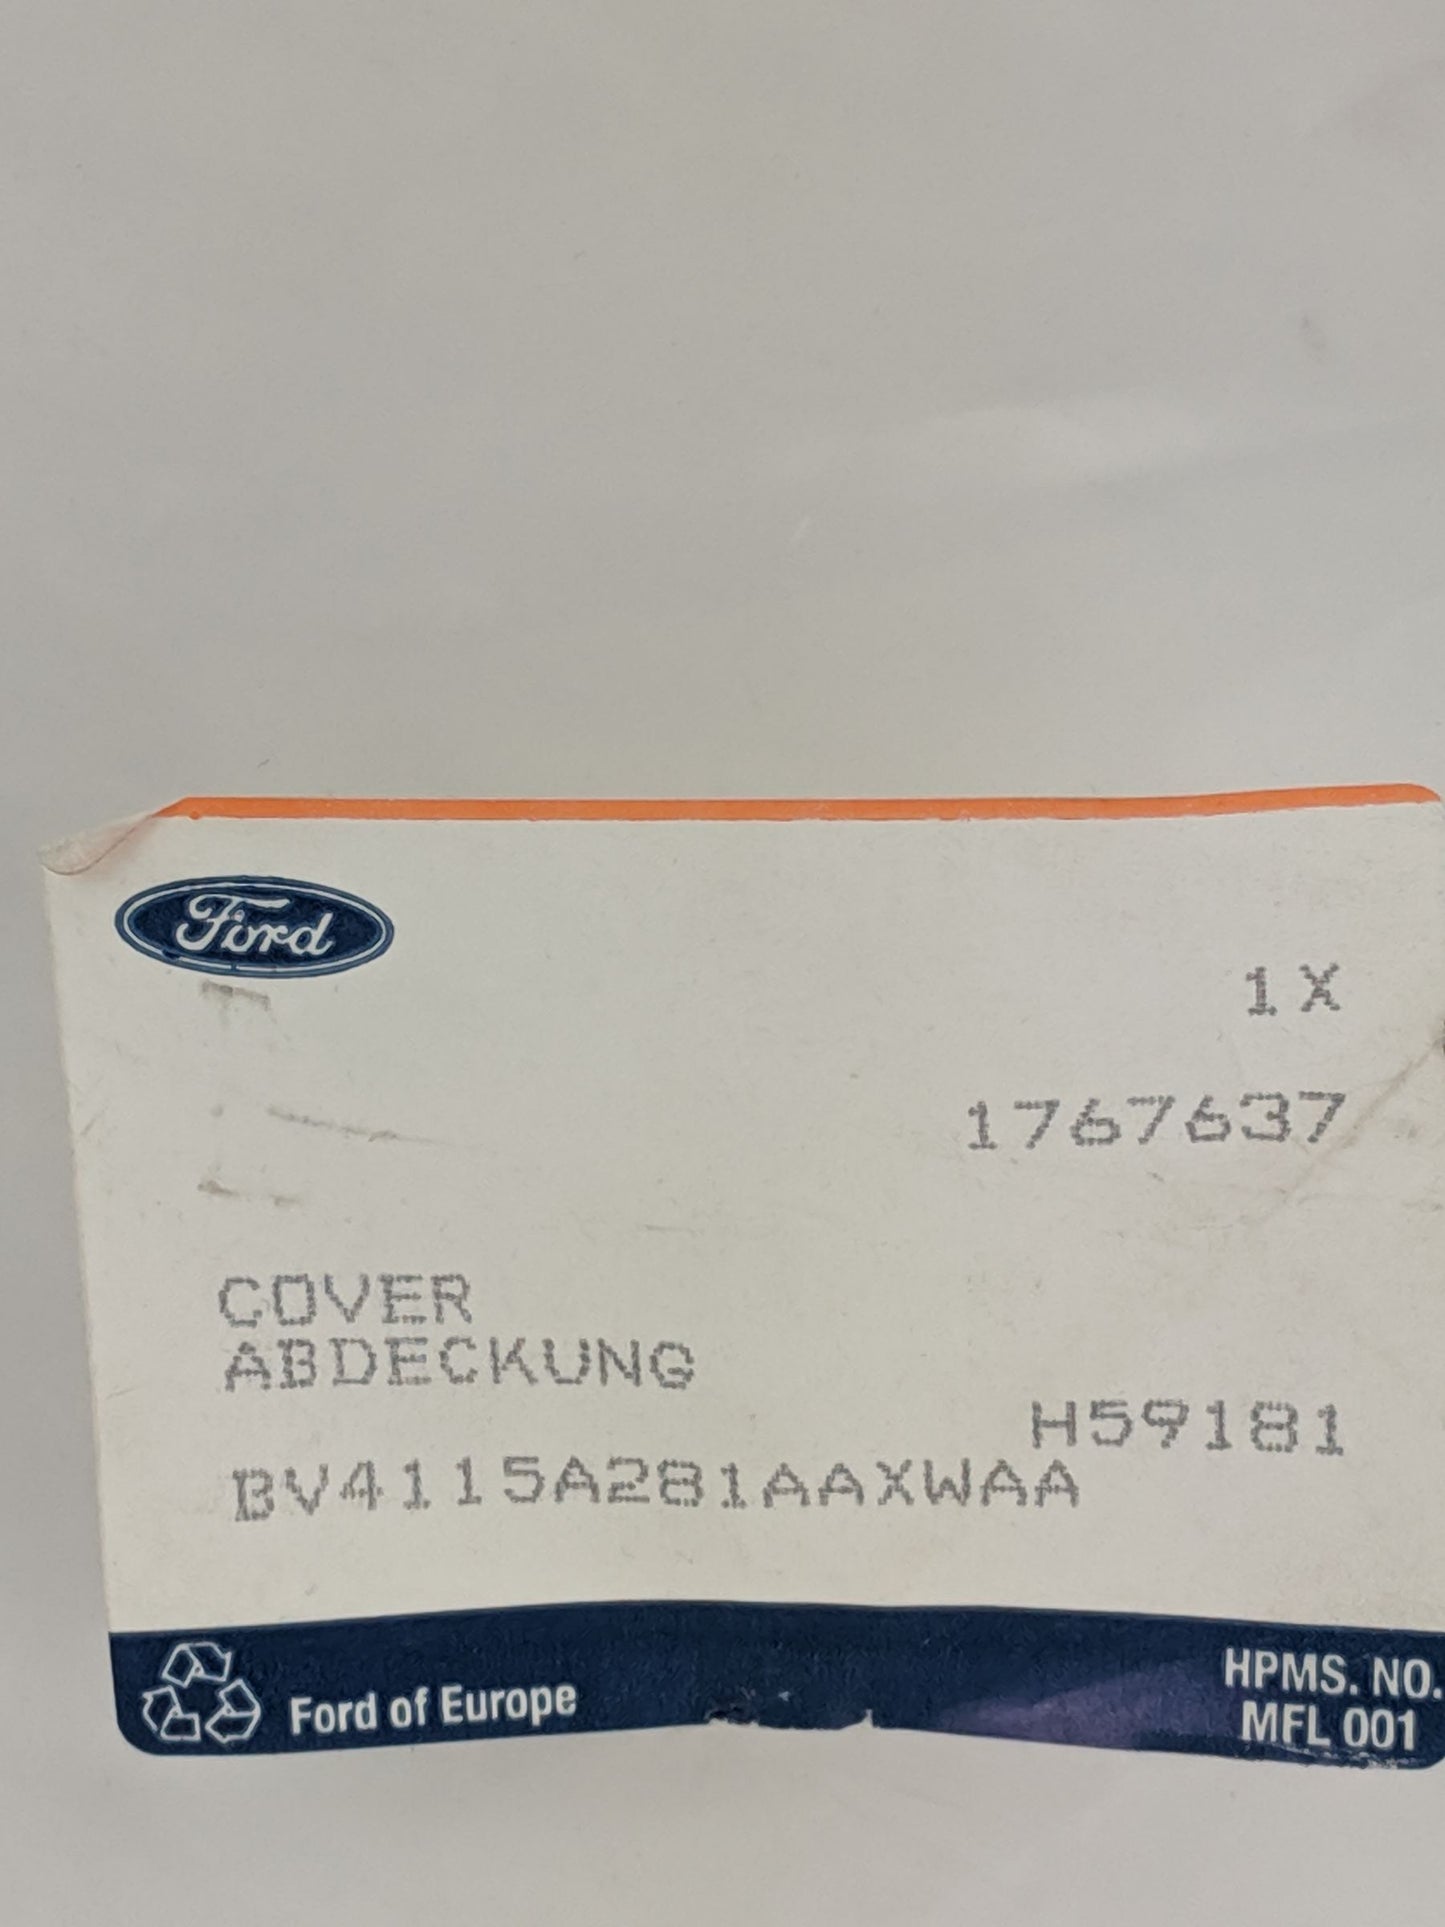 Ford
1X
1767637
COVER
ABDECKUNG
H59181
BV4115A281AAXWAA
Ford of Europe
HPMS. NO.
MFL 001